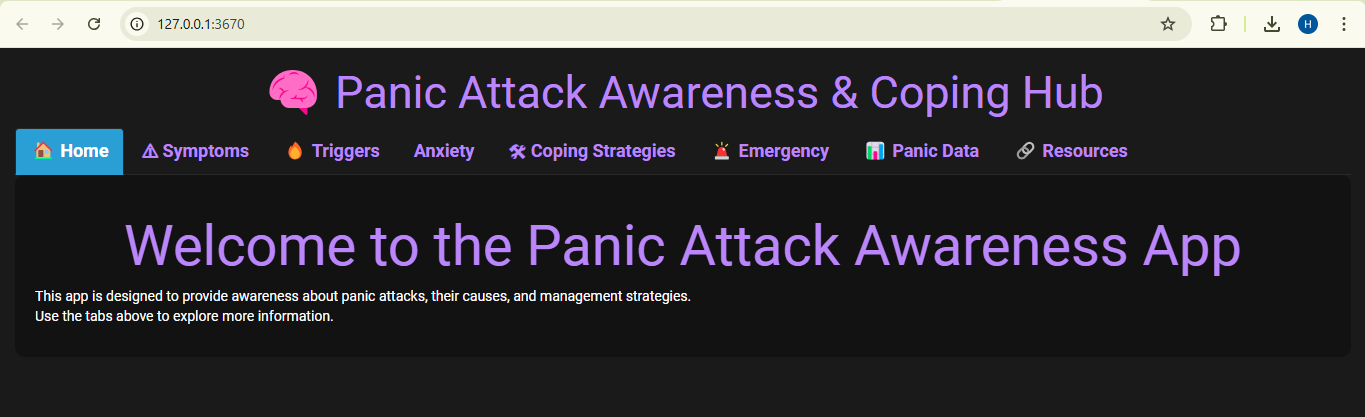 127.0.0.1:3670
H
🧠 Panic Attack Awareness & Coping Hub
🏠 Home ⚠ Symptoms 🔥 Triggers Anxiety 🛠 Coping Strategies 🚨 Emergency 📊 Panic Data 🔗 Resources
Welcome to the Panic Attack Awareness App
This app is designed to provide awareness about panic attacks, their causes, and management strategies.
Use the tabs above to explore more information.